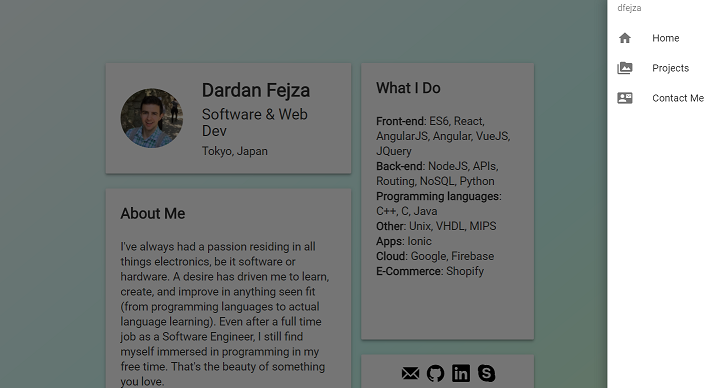 dfejza
Home
Projects
Contact Me
Dardan Fejza
Software & Web
Dev
Tokyo, Japan
About Me
I've always had a passion residing in all
things electronics, be it software or
hardware. A desire has driven me to learn,
create, and improve in anything seen fit
(from programming languages to actual
language learning). Even after a full time
job as a Software Engineer, I still find
myself immersed in programming in my
free time. That's the beauty of something
you love.
What I Do
Front-end: ES6, React,
AngularJS, Angular, VueJS,
JQuery
Back-end: NodeJS, APIs,
Routing, NoSQL, Python
Programming languages:
C++, C, Java
Other: Unix, VHDL, MIPS
Apps: Ionic
Cloud: Google, Firebase
E-Commerce: Shopify